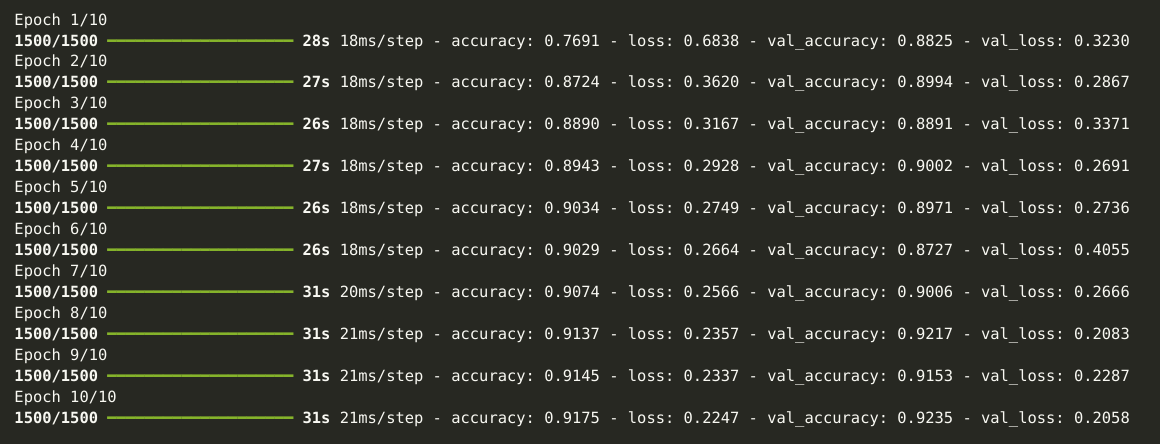 Epoch 1/10
1500/1500 ━━━━━━━━━━━━━━━━━━━━ 28s 18ms/step - accuracy: 0.7691 - loss: 0.6838 - val_accuracy: 0.8825 - val_loss: 0.3230
Epoch 2/10
1500/1500 ━━━━━━━━━━━━━━━━━━━━ 27s 18ms/step - accuracy: 0.8724 - loss: 0.3620 - val_accuracy: 0.8994 - val_loss: 0.2867
Epoch 3/10
1500/1500 ━━━━━━━━━━━━━━━━━━━━ 26s 18ms/step - accuracy: 0.8890 - loss: 0.3167 - val_accuracy: 0.8891 - val_loss: 0.3371
Epoch 4/10
1500/1500 ━━━━━━━━━━━━━━━━━━━━ 27s 18ms/step - accuracy: 0.8943 - loss: 0.2928 - val_accuracy: 0.9002 - val_loss: 0.2691
Epoch 5/10
1500/1500 ━━━━━━━━━━━━━━━━━━━━ 26s 18ms/step - accuracy: 0.9034 - loss: 0.2749 - val_accuracy: 0.8971 - val_loss: 0.2736
Epoch 6/10
1500/1500 ━━━━━━━━━━━━━━━━━━━━ 26s 18ms/step - accuracy: 0.9029 - loss: 0.2664 - val_accuracy: 0.8727 - val_loss: 0.4055
Epoch 7/10
1500/1500 ━━━━━━━━━━━━━━━━━━━━ 31s 20ms/step - accuracy: 0.9074 - loss: 0.2566 - val_accuracy: 0.9006 - val_loss: 0.2666
Epoch 8/10
1500/1500 ━━━━━━━━━━━━━━━━━━━━ 31s 21ms/step - accuracy: 0.9137 - loss: 0.2357 - val_accuracy: 0.9217 - val_loss: 0.2083
Epoch 9/10
1500/1500 ━━━━━━━━━━━━━━━━━━━━ 31s 21ms/step - accuracy: 0.9145 - loss: 0.2337 - val_accuracy: 0.9153 - val_loss: 0.2287
Epoch 10/10
1500/1500 ━━━━━━━━━━━━━━━━━━━━ 31s 21ms/step - accuracy: 0.9175 - loss: 0.2247 - val_accuracy: 0.9235 - val_loss: 0.2058